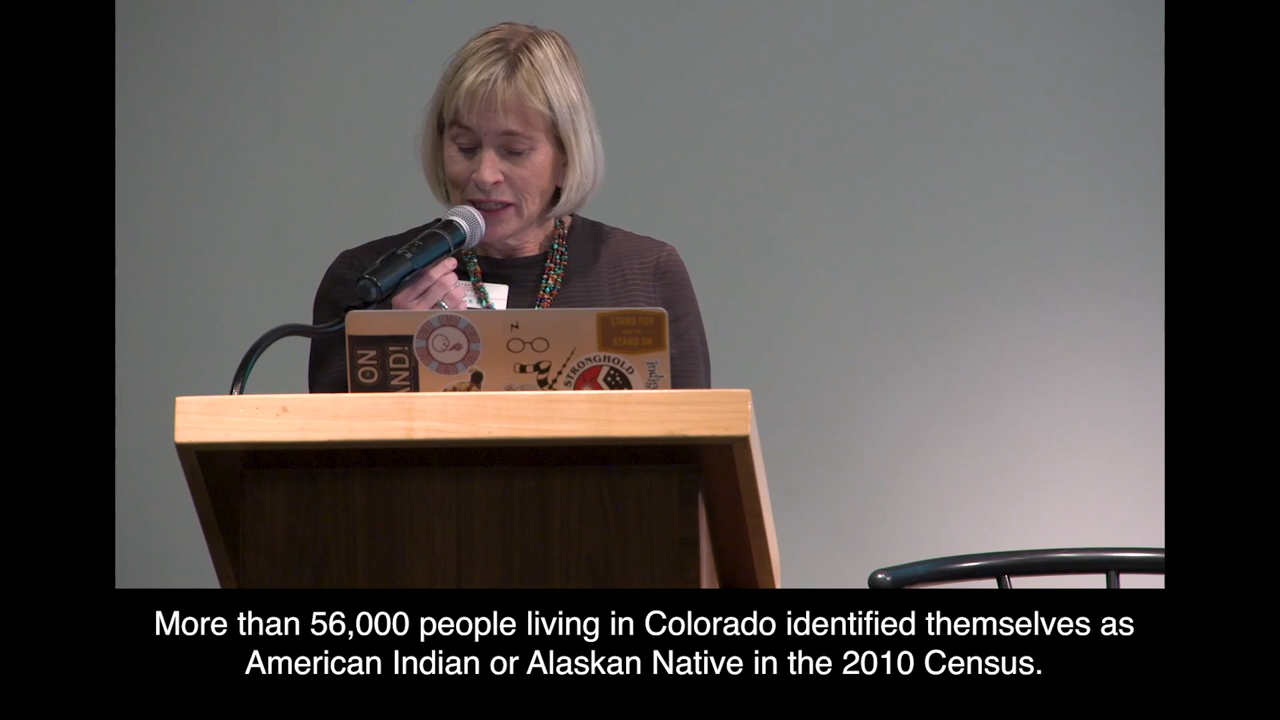 ON
AND!
STAND FOR
STAND ON
STRONGHOLD
More than 56,000 people living in Colorado identified themselves as
American Indian or Alaskan Native in the 2010 Census.